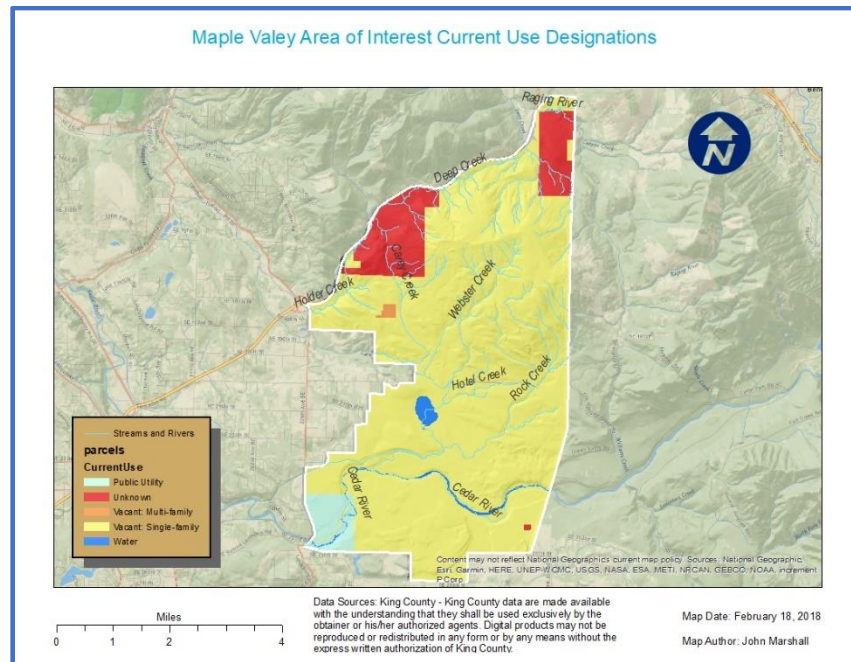 Maple Valey Area of Interest Current Use Designations
Raging River
N
Deep Creek
Carey Creek
Holder Creek
Webster Creek
Hotel Creek
Rock Creek
Cedar River
Cedar River
Streams and Rivers
parcels
CurrentUse
Public Utility
Unknown
Vacant: Multi-family
Vacant: Single-family
Water
Content may not reflect National Geographics current map policy. Sources: National Geographic,
Esri, Garmin, HERE, UNEP-WCMC, USGS, NASA, ESA, METI, NRCAN, GEBCO, NOAA, increment
P Corp.
Miles
0 1 2 4
Data Sources: King County - King County data are made available
with the understanding that they shall be used exclusively by the
obtainer or his/her authorized agents. Digital products may not be
reproduced or redistributed in any form or by any means without the
express written authorization of King County.
Map Date: February 18, 2018
Map Author: John Marshall